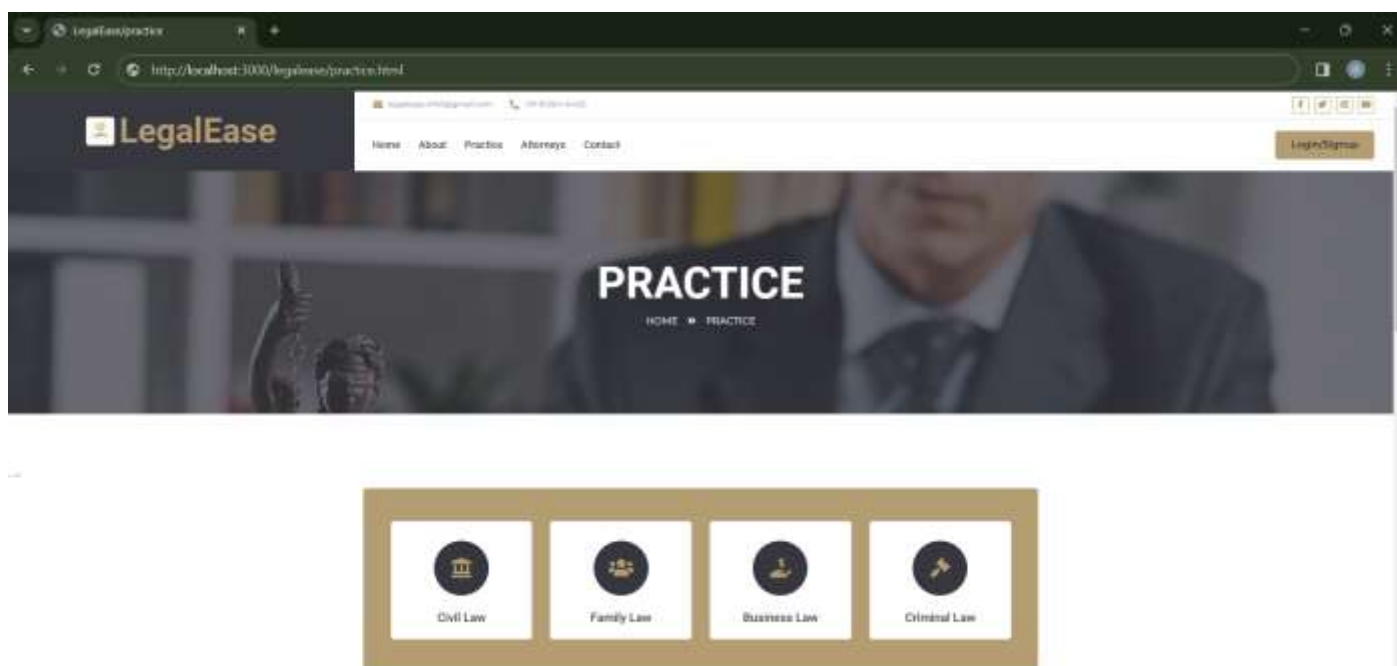 LegalEase/practice
http://localhost:3000/legalease/practice.html
LegalEase
Home About Practice Attorneys Contact
Login/Signup
PRACTICE
HOME » PRACTICE
Civil Law
Family Law
Business Law
Criminal Law